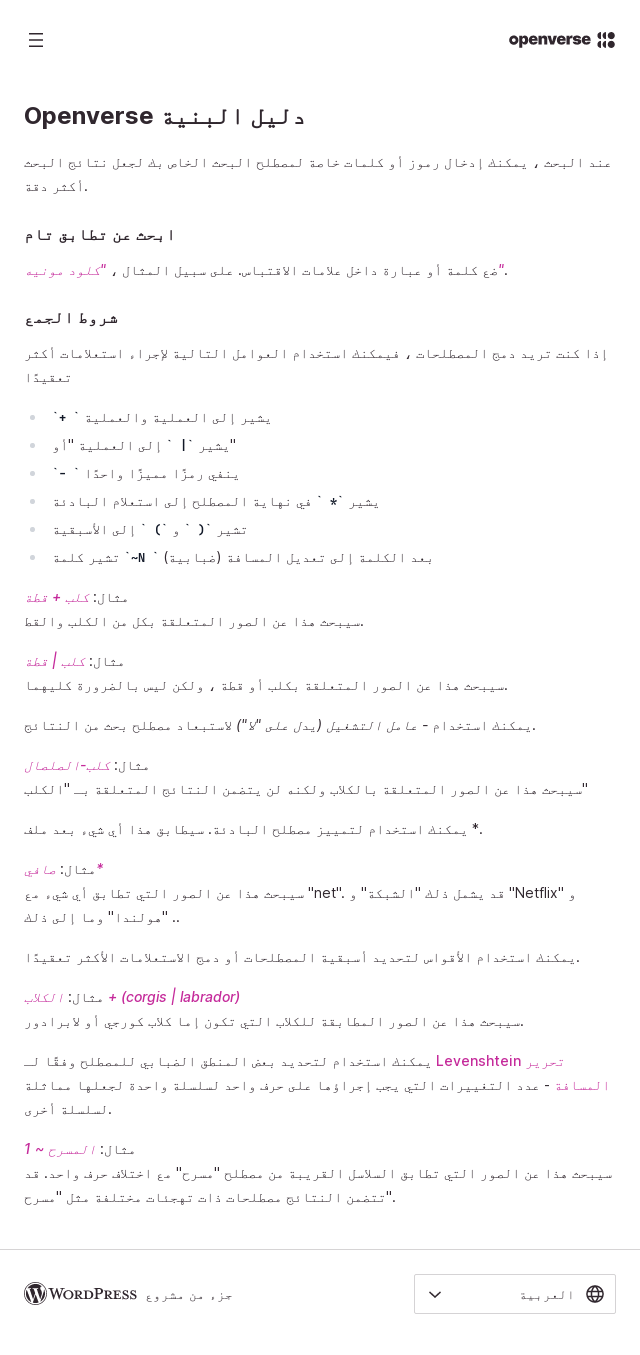 openverse
Openverse دليل البنية
عند البحث ، يمكنك إدخال رموز أو كلمات خاصة لمصطلح البحث الخاص بك لجعل نتائج البحث
أكثر دقة.
ابحث عن تطابق تام
ضع كلمة أو عبارة داخل علامات الاقتباس. على سبيل المثال ، "كلود مونيه".
شروط الجمع
إذا كنت تريد دمج المصطلحات ، فيمكنك استخدام العوامل التالية لإجراء استعلامات أكثر
تعقيدًا
`+ ` يشير إلى العملية والعملية
يشير `| ` إلى العملية "أو"
`- ` ينفي رمزًا مميزًا واحدًا
يشير `* ` في نهاية المصطلح إلى استعلام البادئة
تشير `( ` و `) ` إلى الأسبقية
تشير كلمة `~N ` بعد الكلمة إلى تعديل المسافة (ضبابية)
مثال: كلب + قطة
سيبحث هذا عن الصور المتعلقة بكل من الكلب والقط.
مثال: كلب | قطة
سيبحث هذا عن الصور المتعلقة بكلب أو قطة ، ولكن ليس بالضرورة كليهما.
يمكنك استخدام - عامل التشغيل (يدل على "لا") لاستبعاد مصطلح بحث من النتائج.
مثال: كلب-الصلصال
سيبحث هذا عن الصور المتعلقة بالكلاب ولكنه لن يتضمن النتائج المتعلقة بـ "الكلب"
يمكنك استخدام لتمييز مصطلح البادئة. سيطابق هذا أي شيء بعد ملف *.
مثال: صافي*
سيبحث هذا عن الصور التي تطابق أي شيء مع "net". قد يشمل ذلك "الشبكة" و "Netflix" و
"هولندا" وما إلى ذلك ..
يمكنك استخدام الأقواس لتحديد أسبقية المصطلحات أو دمج الاستعلامات الأكثر تعقيدًا.
مثال: الكلاب + (corgis | labrador)
سيبحث هذا عن الصور المطابقة للكلاب التي تكون إما كلاب كورجي أو لابرادور.
يمكنك استخدام لتحديد بعض المنطق الضبابي للمصطلح وفقًا لـ Levenshtein تحرير
المسافة - عدد التغييرات التي يجب إجراؤها على حرف واحد لسلسلة واحدة لجعلها مماثلة
لسلسلة أخرى.
مثال: المسرح ~ 1
سيبحث هذا عن الصور التي تطابق السلاسل القريبة من مصطلح "مسرح" مع اختلاف حرف واحد. قد
تتضمن النتائج مصطلحات ذات تهجئات مختلفة مثل "مسرح".
العربية
جزء من مشروع WORDPRESS